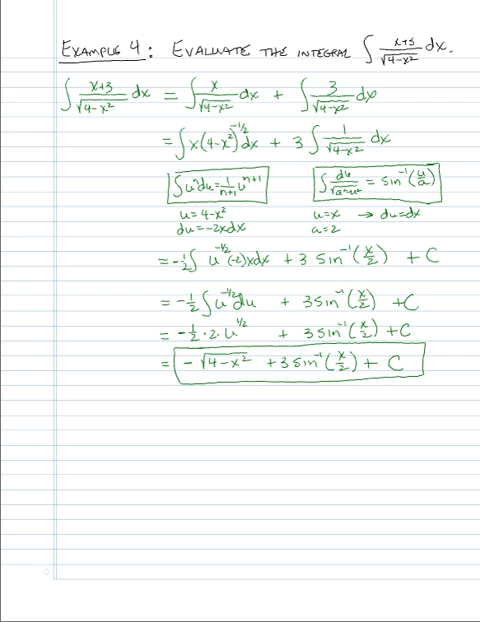 EXAMPLE 4: EVALUATE THE INTEGRAL ∫ (x+3)/√(4-x²) dx.
∫ (x+3)/√(4-x²) dx = ∫ x/√(4-x²) dx + ∫ 3/√(4-x²) dx
= ∫ x(4-x²)^(-1/2) dx + 3 ∫ 1/√(4-x²) dx
∫ uⁿ du = 1/(n+1) u^(n+1)
∫ du/√(a²-u²) = sin⁻¹(u/a)
u = 4-x²
du = -2x dx
u = x → du = dx
a = 2
= -1/2 ∫ u^(-1/2) (-2)x dx + 3 sin⁻¹(x/2) + C
= -1/2 ∫ u^(-1/2) du + 3 sin⁻¹(x/2) + C
= -1/2 · 2 · u^(1/2) + 3 sin⁻¹(x/2) + C
= -√(4-x²) + 3 sin⁻¹(x/2) + C